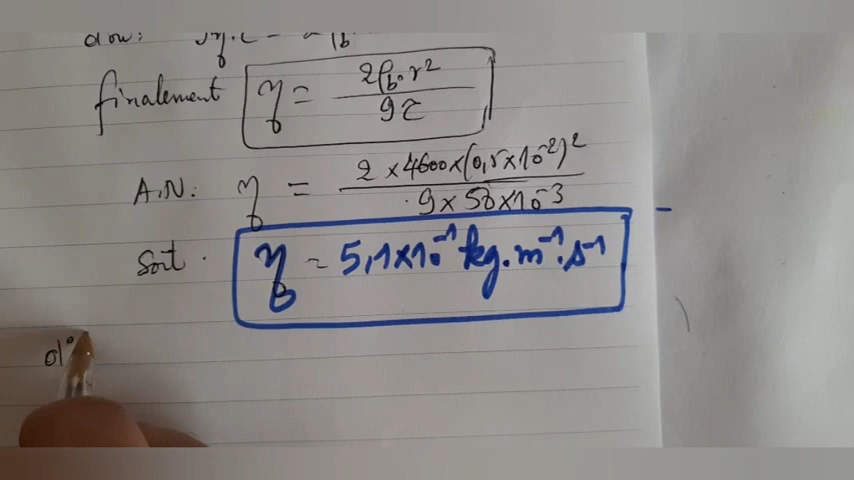 finalement η = 2ρb.r² / 9τ
A.N: η = 2 × 4600 × (0,5 × 10⁻²)² / 9 × 50 × 10⁻³
Soit η ~ 5,1 × 10⁻¹ kg.m⁻¹.s⁻¹
d°